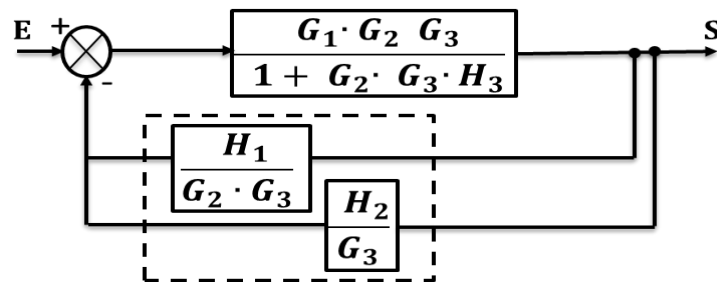 E + G₁ · G₂ G₃ S
1 + G₂ · G₃ · H₃
-
H₁
G₂ · G₃
H₂
G₃